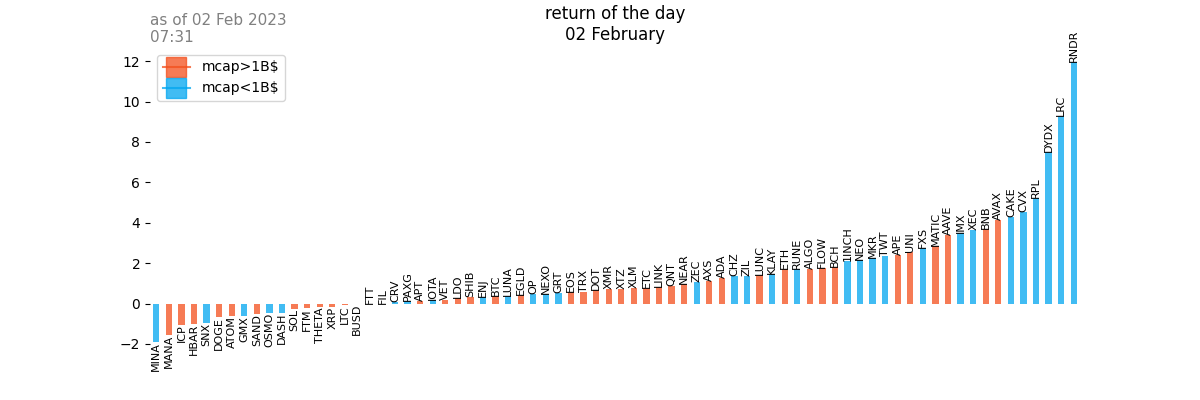 as of 02 Feb 2023
07:31
return of the day
02 February
mcap>1B$
mcap<1B$
12
10
8
6
4
2
0
−2
MINA
MANA
ICP
HBAR
SNX
DOGE
ATOM
GMX
SAND
OSMO
DASH
SOL
FTM
THETA
XRP
LTC
BUSD
FTT
FIL
CRV
PAXG
APT
IOTA
VET
LDO
SHIB
ENJ
BTC
LUNA
EGLD
OP
NEXO
GRT
EOS
TRX
DOT
XMR
XTZ
XLM
ETC
LINK
QNT
NEAR
ZEC
AXS
ADA
CHZ
ZIL
LUNC
KLAY
ETH
RUNE
ALGO
FLOW
BCH
1INCH
NEO
MKR
TWT
APE
UNI
FXS
MATIC
AAVE
IMX
XEC
BNB
AVAX
CAKE
CVX
RPL
DYDX
LRC
RNDR